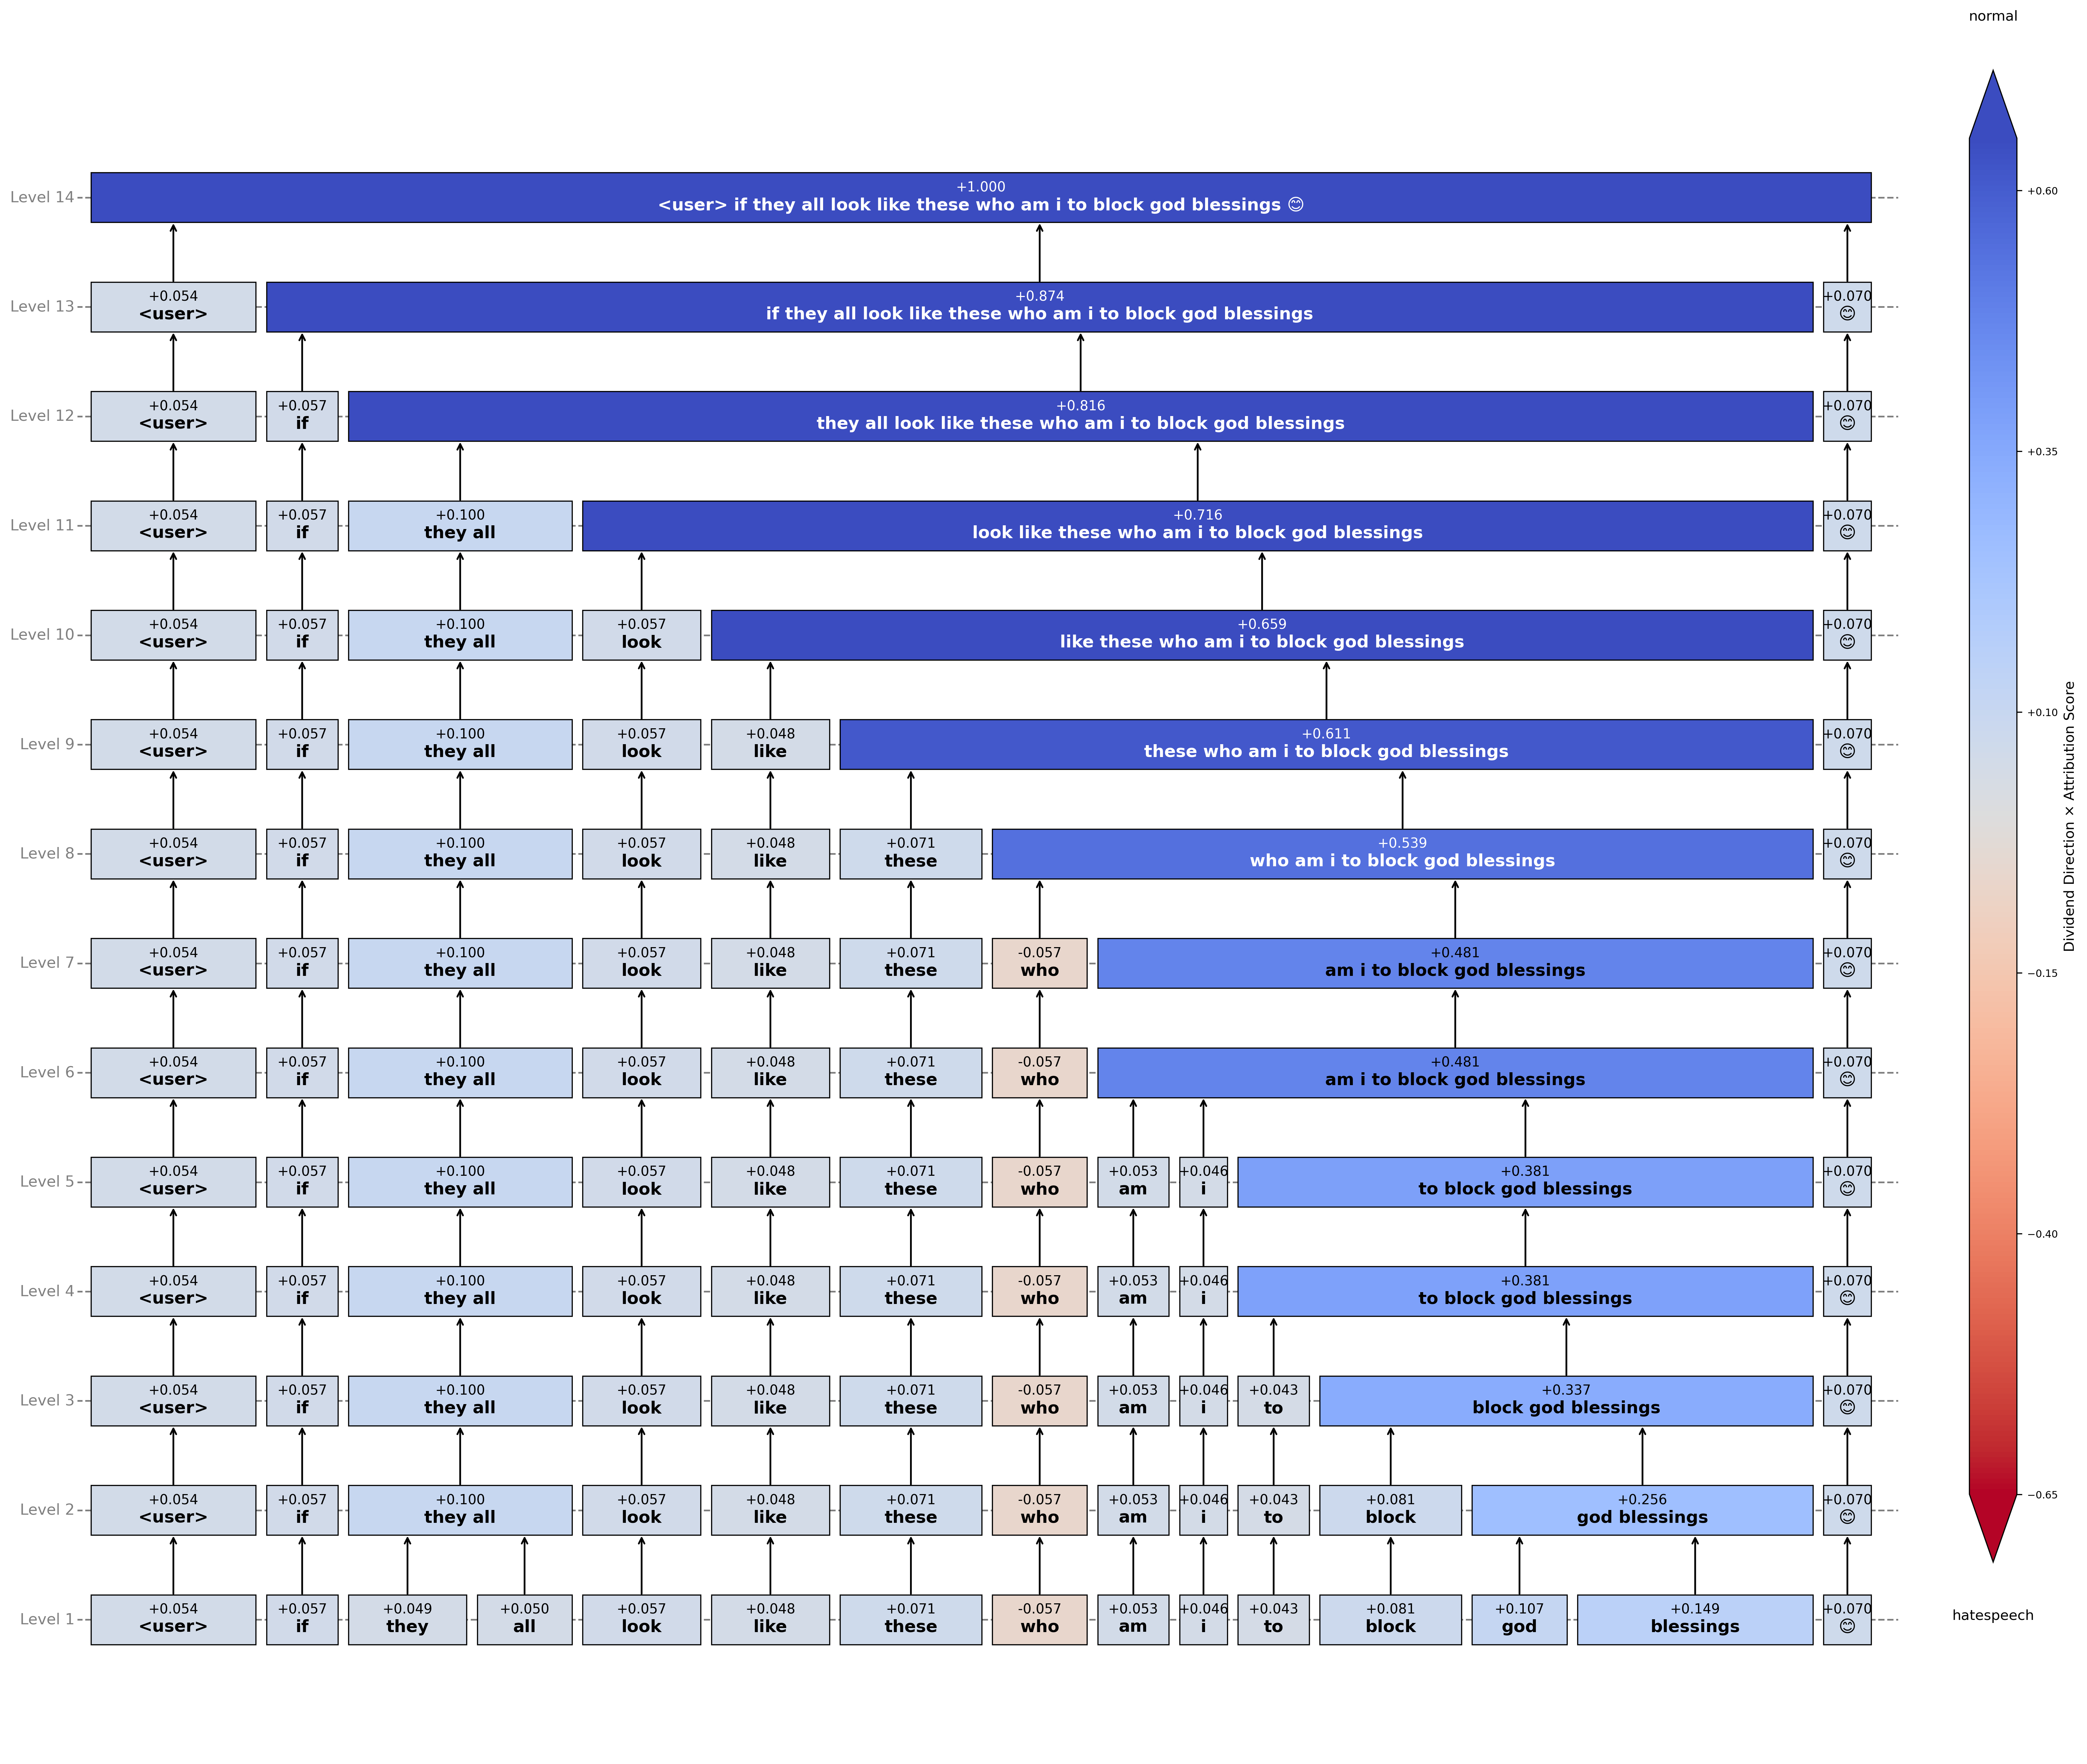 normal
Level 14
+1.000
<user> if they all look like these who am i to block god blessings 😊
+0.60
Level 13
+0.054 +0.874 +0.070
<user> if they all look like these who am i to block god blessings 😊
Level 12
+0.054 +0.057 +0.816 +0.070
<user> if they all look like these who am i to block god blessings 😊
+0.35
Level 11
+0.054 +0.057 +0.100 +0.716 +0.070
<user> if they all look like these who am i to block god blessings 😊
Level 10
+0.054 +0.057 +0.100 +0.057 +0.659 +0.070
<user> if they all look like these who am i to block god blessings 😊
+0.10
Level 9
+0.054 +0.057 +0.100 +0.057 +0.048 +0.611 +0.070
<user> if they all look like these who am i to block god blessings 😊
Dividend Direction × Attribution Score
Level 8
+0.054 +0.057 +0.100 +0.057 +0.048 +0.071 +0.539 +0.070
<user> if they all look like these who am i to block god blessings 😊
Level 7
+0.054 +0.057 +0.100 +0.057 +0.048 +0.071 -0.057 +0.481 +0.070
<user> if they all look like these who am i to block god blessings 😊
−0.15
Level 6
+0.054 +0.057 +0.100 +0.057 +0.048 +0.071 -0.057 +0.481 +0.070
<user> if they all look like these who am i to block god blessings 😊
Level 5
+0.054 +0.057 +0.100 +0.057 +0.048 +0.071 -0.057 +0.053 +0.046 +0.381 +0.070
<user> if they all look like these who am i to block god blessings 😊
−0.40
Level 4
+0.054 +0.057 +0.100 +0.057 +0.048 +0.071 -0.057 +0.053 +0.046 +0.381 +0.070
<user> if they all look like these who am i to block god blessings 😊
Level 3
+0.054 +0.057 +0.100 +0.057 +0.048 +0.071 -0.057 +0.053 +0.046 +0.043 +0.337 +0.070
<user> if they all look like these who am i to block god blessings 😊
Level 2
+0.054 +0.057 +0.100 +0.057 +0.048 +0.071 -0.057 +0.053 +0.046 +0.043 +0.081 +0.256 +0.070
<user> if they all look like these who am i to block god blessings 😊
−0.65
Level 1
+0.054 +0.057 +0.049 +0.050 +0.057 +0.048 +0.071 -0.057 +0.053 +0.046 +0.043 +0.081 +0.107 +0.149 +0.070
<user> if they all look like these who am i to block god blessings 😊
hatespeech